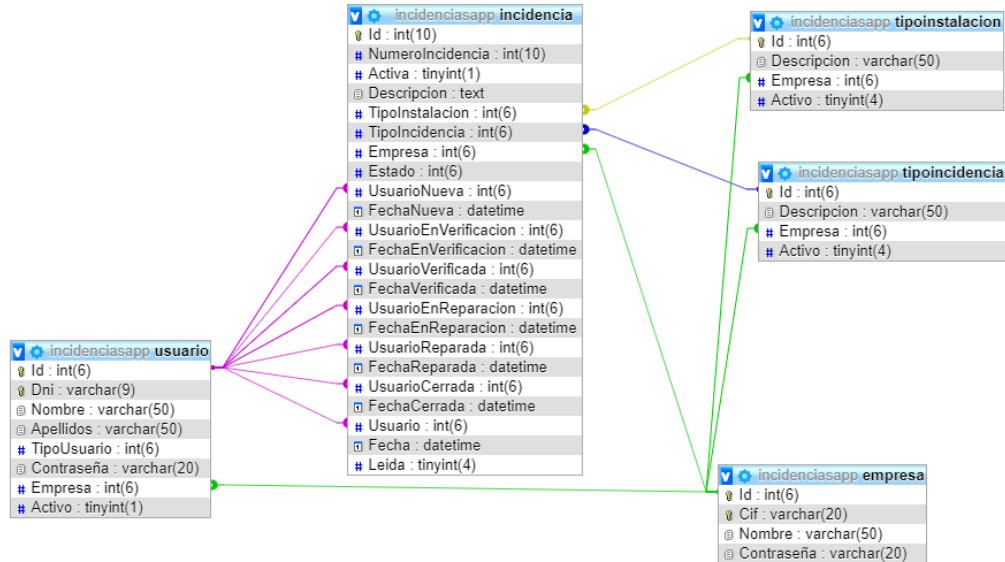 incidenciasapp incidencia
Id : int(10)
NumeroIncidencia : int(10)
Activa : tinyint(1)
Descripcion : text
TipoInstalacion : int(6)
TipoIncidencia : int(6)
Empresa : int(6)
Estado : int(6)
UsuarioNueva : int(6)
FechaNueva : datetime
UsuarioEnVerificacion : int(6)
FechaEnVerificacion : datetime
UsuarioVerificada : int(6)
FechaVerificada : datetime
UsuarioEnReparacion : int(6)
FechaEnReparacion : datetime
UsuarioReparada : int(6)
FechaReparada : datetime
UsuarioCerrada : int(6)
FechaCerrada : datetime
Usuario : int(6)
Fecha : datetime
Leida : tinyint(4)
incidenciasapp tipoinstalacion
Id : int(6)
Descripcion : varchar(50)
Empresa : int(6)
Activo : tinyint(4)
incidenciasapp tipoincidencia
Id : int(6)
Descripcion : varchar(50)
Empresa : int(6)
Activo : tinyint(4)
incidenciasapp usuario
Id : int(6)
Dni : varchar(9)
Nombre : varchar(50)
Apellidos : varchar(50)
TipoUsuario : int(6)
Contraseña : varchar(20)
Empresa : int(6)
Activo : tinyint(1)
incidenciasapp empresa
Id : int(6)
Cif : varchar(20)
Nombre : varchar(50)
Contraseña : varchar(20)